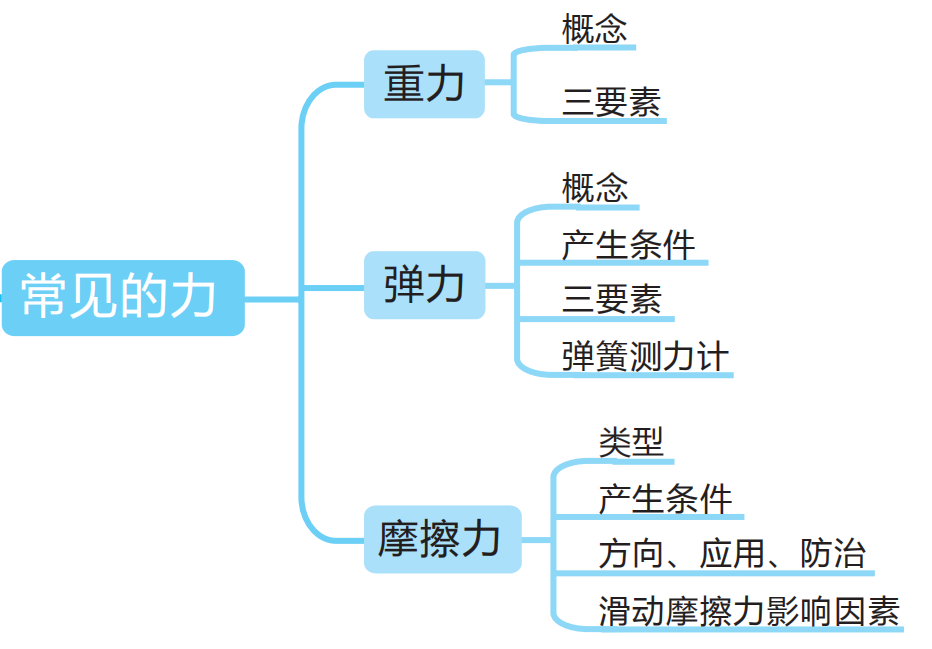 常见的力
重力
概念
三要素
弹力
概念
产生条件
三要素
弹簧测力计
摩擦力
类型
产生条件
方向、应用、防治
滑动摩擦力影响因素